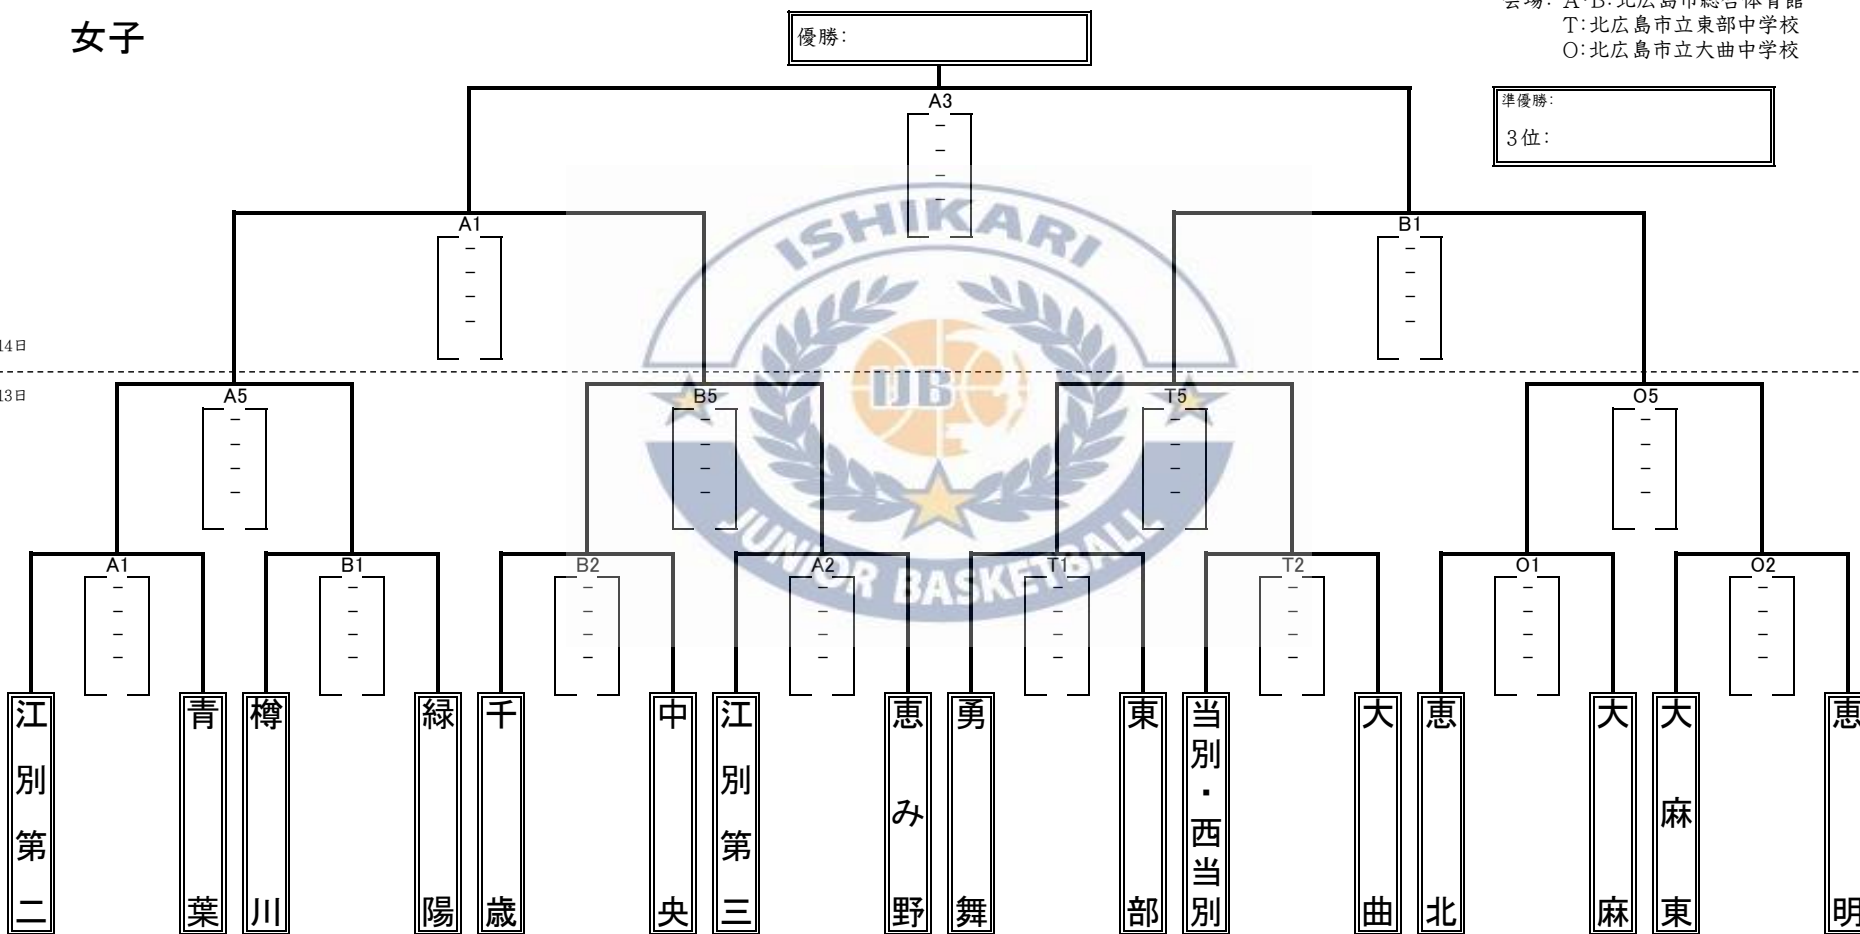 女子
優勝:
会場: A・B:北広島市総合体育館
T:北広島市立東部中学校
O:北広島市立大曲中学校
準優勝:
3位:
A3
-
-
-
-
A1
-
-
-
-
B1
-
-
-
-
ISHIKARI
IJB
JUNIOR BASKETBALL
14日
13日
A5
-
-
-
-
B5
-
-
-
-
T5
-
-
-
-
O5
-
-
-
-
A1
-
-
-
-
B1
-
-
-
-
B2
-
-
-
-
A2
-
-
-
-
T1
-
-
-
-
T2
-
-
-
-
O1
-
-
-
-
O2
-
-
-
-
江別第二
青葉
樽川
緑陽
千歳
中央
江別第三
恵み野
勇舞
東部
当別・西当別
大曲
恵北
大麻
大麻東
恵明